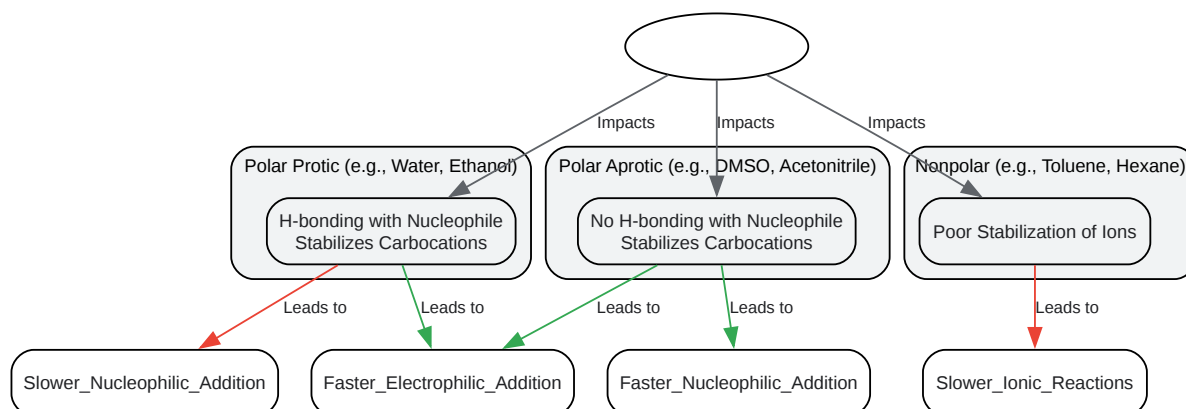 Impacts
Impacts
Impacts
Polar Protic (e.g., Water, Ethanol)
Polar Aprotic (e.g., DMSO, Acetonitrile)
Nonpolar (e.g., Toluene, Hexane)
H-bonding with Nucleophile
Stabilizes Carbocations
No H-bonding with Nucleophile
Stabilizes Carbocations
Poor Stabilization of Ions
Leads to
Leads to
Leads to
Leads to
Leads to
Slower_Nucleophilic_Addition
Faster_Electrophilic_Addition
Faster_Nucleophilic_Addition
Slower_Ionic_Reactions